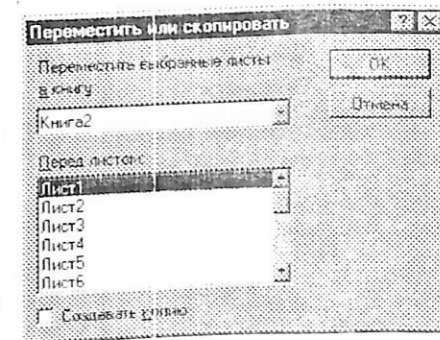 Переместить или скопировать
? ×
Переместить выбранные листы
в книгу
Книга2
Перед листом:
Лист1
Лист2
Лист3
Лист4
Лист5
Лист6
Создавать копию
OK
Отмена